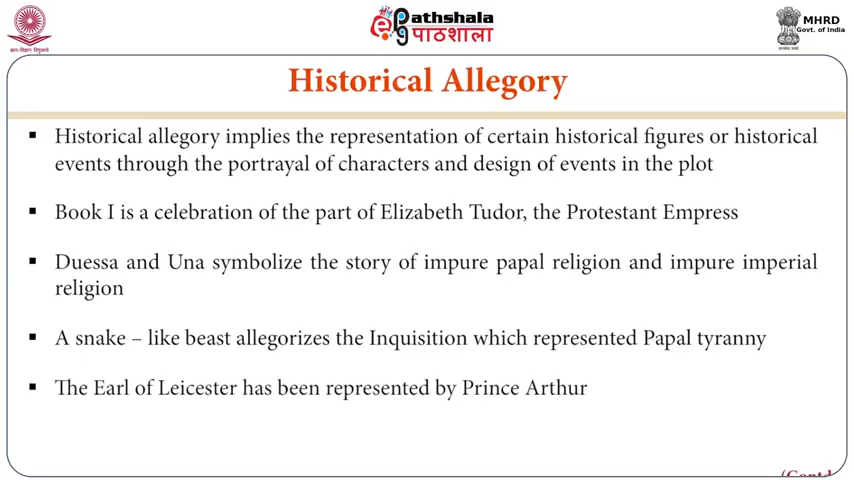 Pathshala
पाठशाला
MHRD
Govt. of India
Historical Allegory
▪ Historical allegory implies the representation of certain historical figures or historical
events through the portrayal of characters and design of events in the plot
▪ Book I is a celebration of the part of Elizabeth Tudor, the Protestant Empress
▪ Duessa and Una symbolize the story of impure papal religion and impure imperial
religion
▪ A snake – like beast allegorizes the Inquisition which represented Papal tyranny
▪ The Earl of Leicester has been represented by Prince Arthur